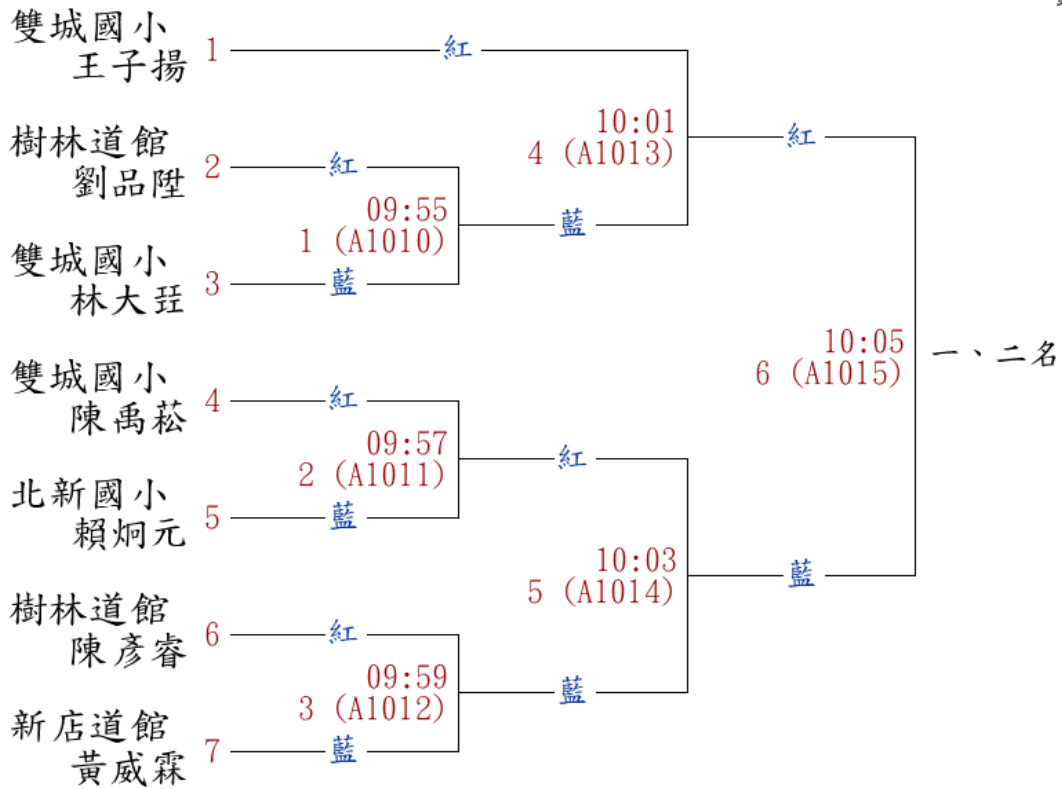 雙城國小
王子揚 1
紅
10:01
4 (A1013)
紅
樹林道館
劉品陞 2
紅
09:55
1 (A1010)
藍
雙城國小
林大㠭 3
藍
10:05
6 (A1015)
一、二名
雙城國小
陳禹菘 4
紅
09:57
2 (A1011)
紅
北新國小
賴炯元 5
藍
10:03
5 (A1014)
藍
樹林道館
陳彥睿 6
紅
09:59
3 (A1012)
藍
新店道館
黃威霖 7
藍